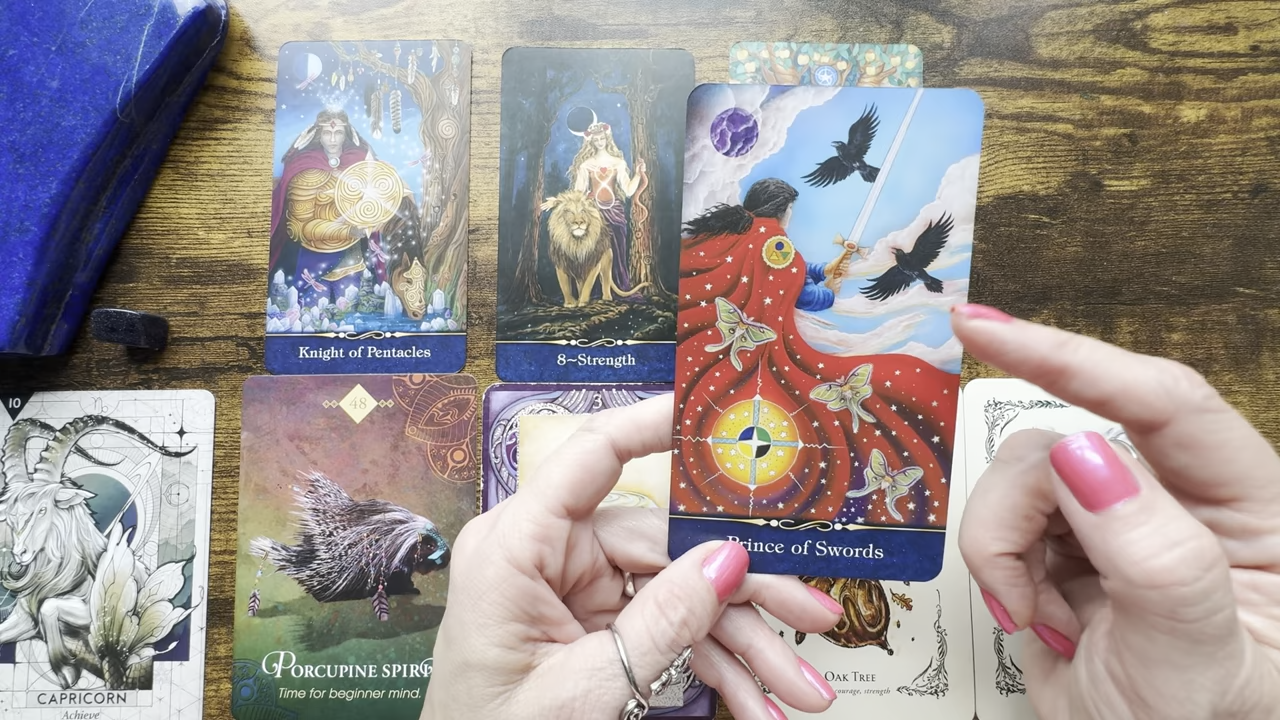 Knight of Pentacles
8~Strength
Prince of Swords
10
48
3
CAPRICORN
Achieve
PORCUPINE SPIRIT
Time for beginner mind.
OAK TREE
courage, strength